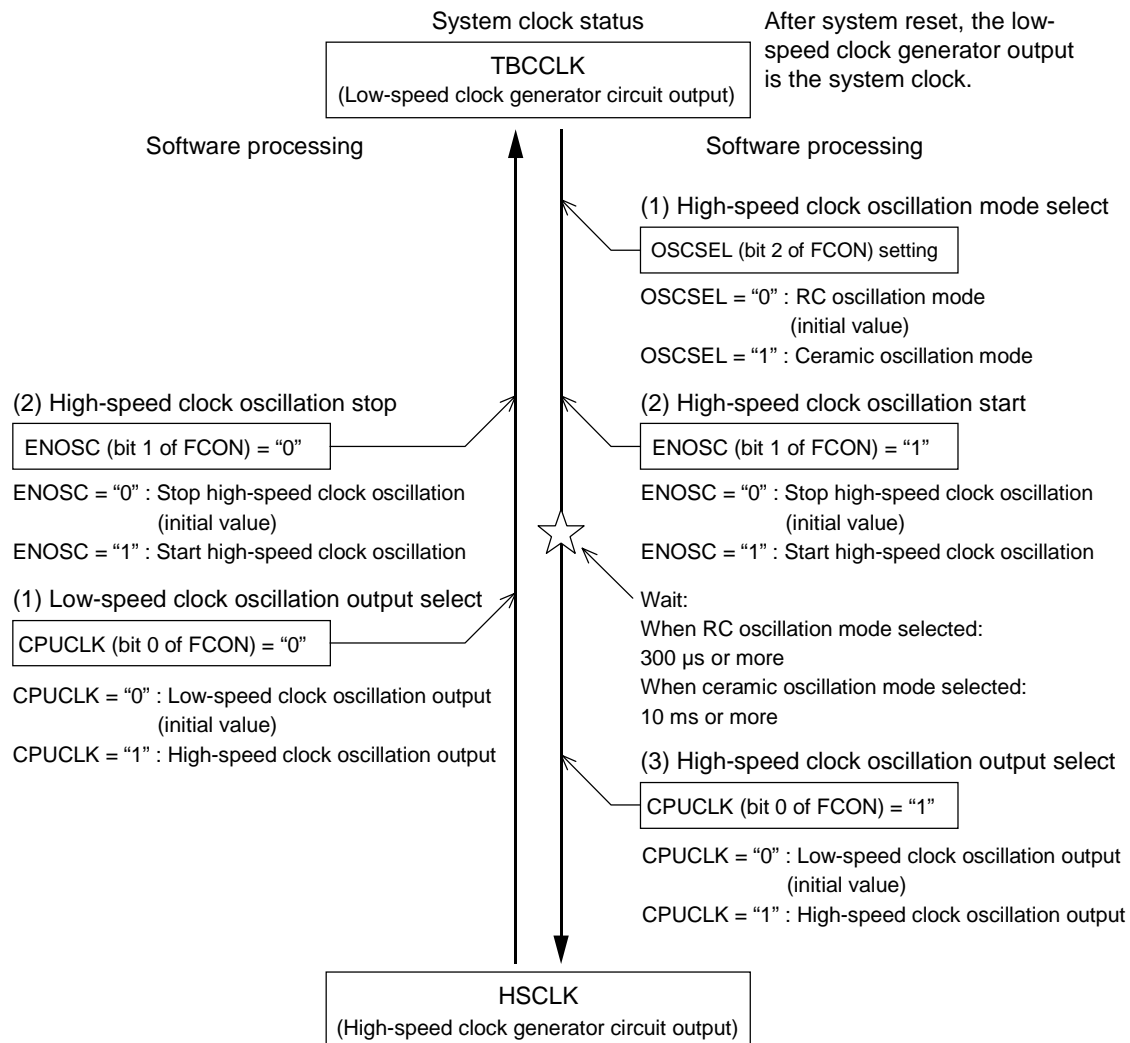 System clock status
After system reset, the low-
speed clock generator output
is the system clock.
TBCCLK
(Low-speed clock generator circuit output)
Software processing
Software processing
(1) High-speed clock oscillation mode select
OSCSEL (bit 2 of FCON) setting
OSCSEL = “0” : RC oscillation mode
(initial value)
OSCSEL = “1” : Ceramic oscillation mode
(2) High-speed clock oscillation stop
ENOSC (bit 1 of FCON) = “0”
ENOSC = “0” : Stop high-speed clock oscillation
(initial value)
ENOSC = “1” : Start high-speed clock oscillation
(2) High-speed clock oscillation start
ENOSC (bit 1 of FCON) = “1”
ENOSC = “0” : Stop high-speed clock oscillation
(initial value)
ENOSC = “1” : Start high-speed clock oscillation
(1) Low-speed clock oscillation output select
CPUCLK (bit 0 of FCON) = “0”
CPUCLK = “0” : Low-speed clock oscillation output
(initial value)
CPUCLK = “1” : High-speed clock oscillation output
Wait:
When RC oscillation mode selected:
300 µs or more
When ceramic oscillation mode selected:
10 ms or more
(3) High-speed clock oscillation output select
CPUCLK (bit 0 of FCON) = “1”
CPUCLK = “0” : Low-speed clock oscillation output
(initial value)
CPUCLK = “1” : High-speed clock oscillation output
HSCLK
(High-speed clock generator circuit output)